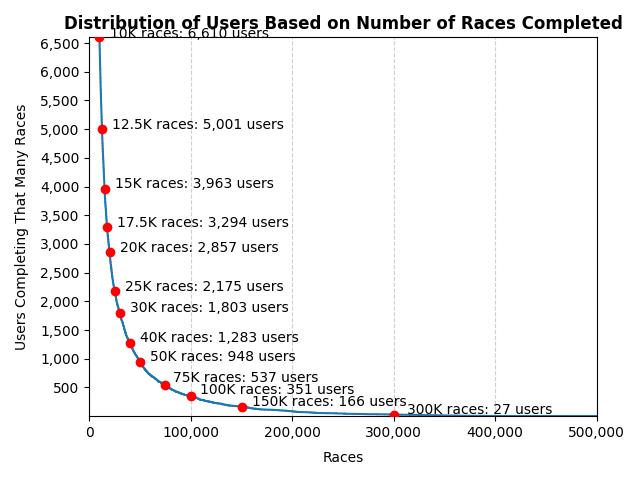 Distribution of Users Based on Number of Races Completed
Users Completing That Many Races
6,500
6,000
5,500
5,000
4,500
4,000
3,500
3,000
2,500
2,000
1,500
1,000
500
10K races: 6,610 users
12.5K races: 5,001 users
15K races: 3,963 users
17.5K races: 3,294 users
20K races: 2,857 users
25K races: 2,175 users
30K races: 1,803 users
40K races: 1,283 users
50K races: 948 users
75K races: 537 users
100K races: 351 users
150K races: 166 users
300K races: 27 users
0 100,000 200,000 300,000 400,000 500,000
Races